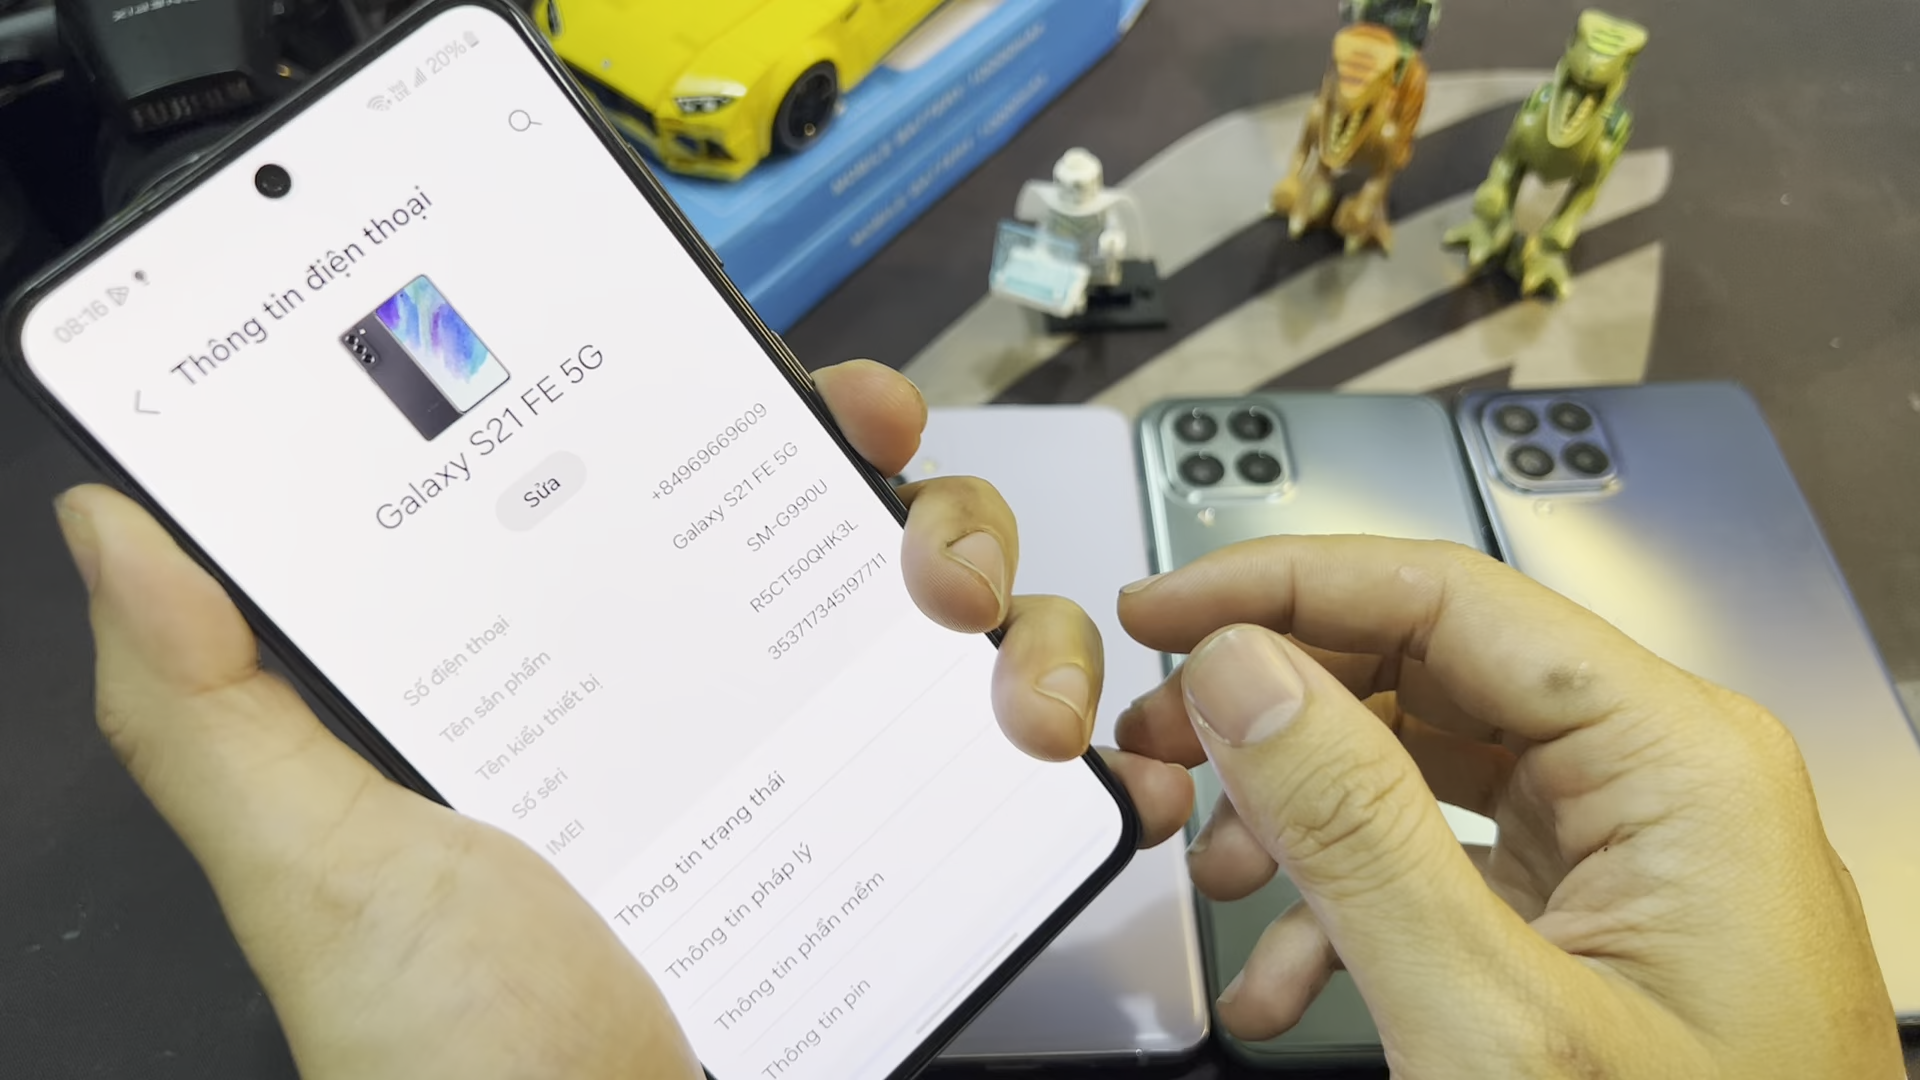 FUJIFILM
08:16
20%
Thông tin điện thoại
Galaxy S21 FE 5G
Sửa
Số điện thoại +84969669609
Tên sản phẩm Galaxy S21 FE 5G
Tên kiểu thiết bị SM-G990U
Số sêri R5CT50QHK3L
IMEI 353717345197711
Thông tin trạng thái
Thông tin pháp lý
Thông tin phần mềm
Thông tin pin